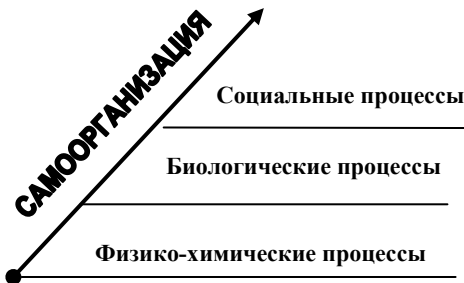 САМООРГАНИЗАЦИЯ
Социальные процессы
Биологические процессы
Физико-химические процессы